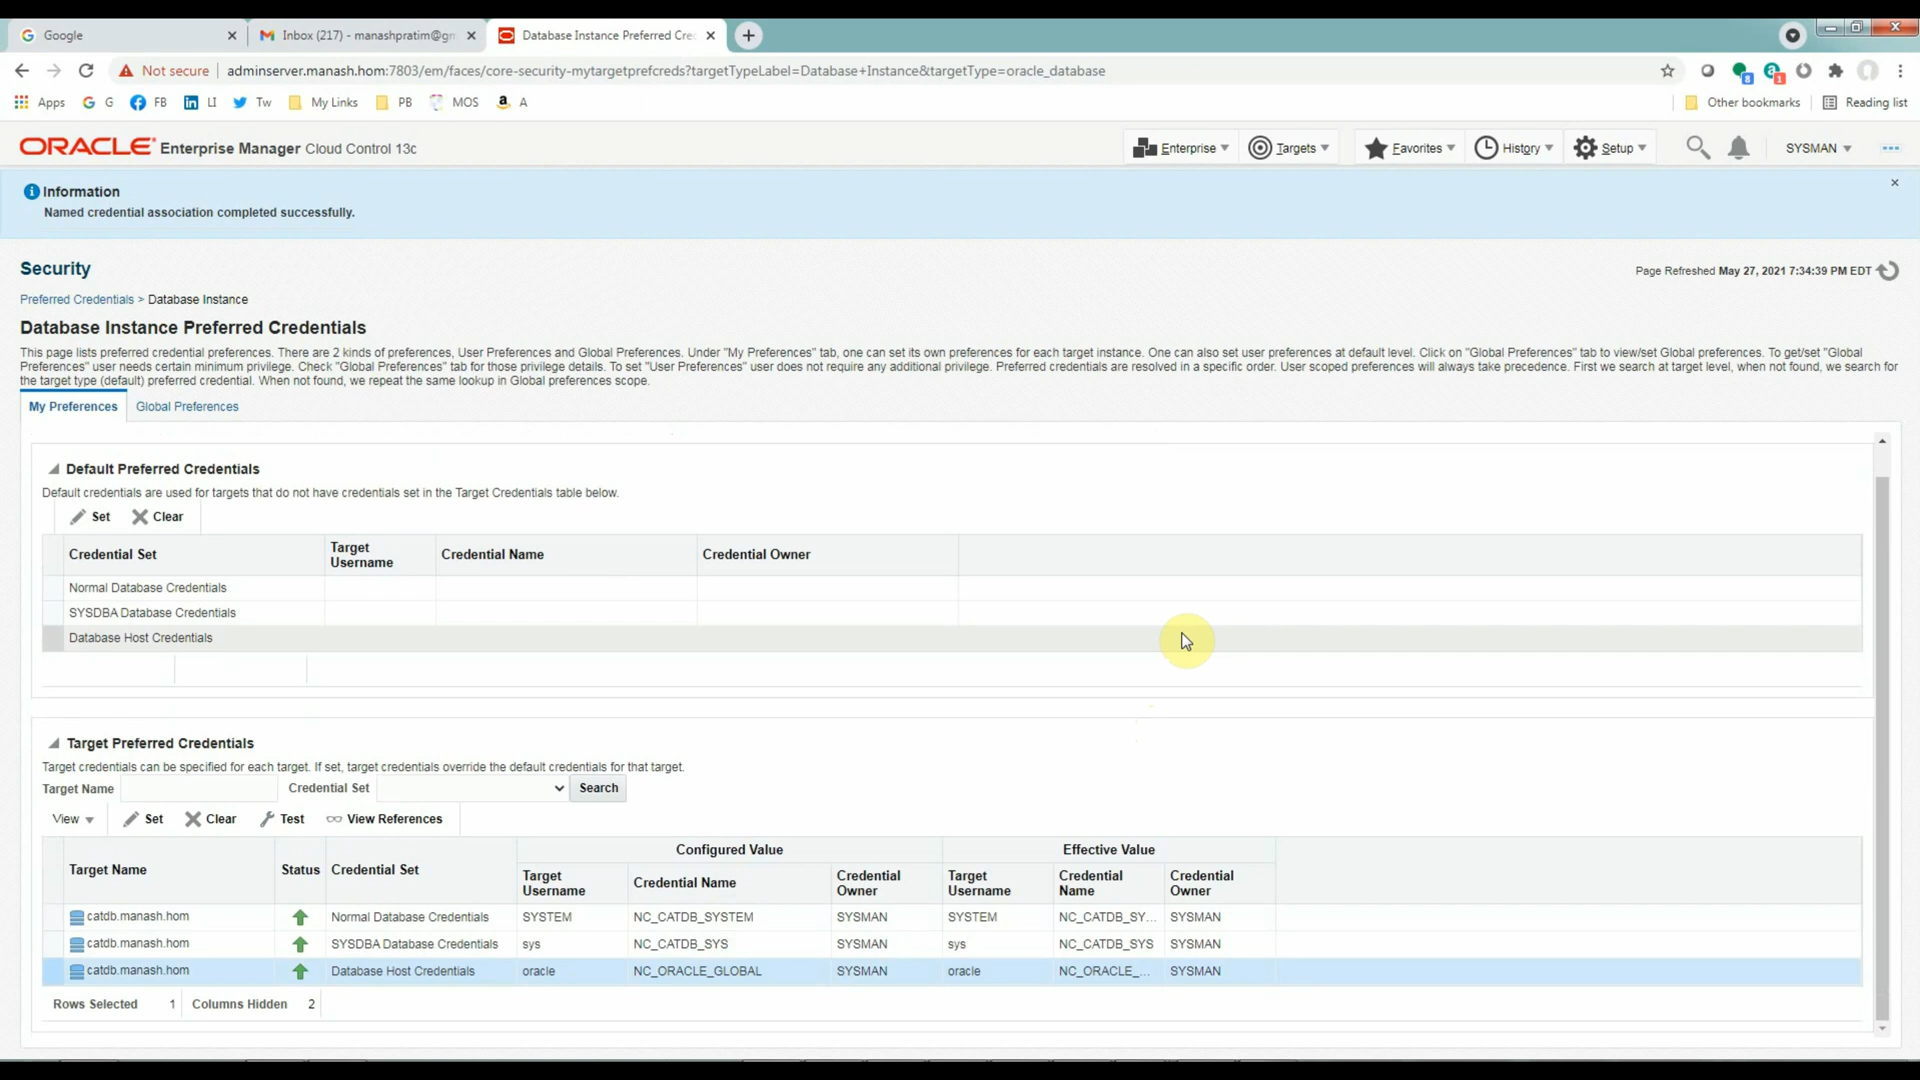 Google
Inbox (217) - manashpratim@gm
Database Instance Preferred Cre
Not secure
adminserver.manash.hom:7803/em/faces/core-security-mytargetprefcreds?targetTypeLabel=Database+Instance&targetType=oracle_database
8
1
Apps
G
FB
LI
Tw
My Links
PB
MOS
A
Other bookmarks
Reading list
ORACLE Enterprise Manager Cloud Control 13c
Enterprise
Targets
Favorites
History
Setup
SYSMAN
Information
Named credential association completed successfully.
Security
Page Refreshed May 27, 2021 7:34:39 PM EDT
Preferred Credentials > Database Instance
Database Instance Preferred Credentials
This page lists preferred credential preferences. There are 2 kinds of preferences, User Preferences and Global Preferences. Under "My Preferences" tab, one can set its own preferences for each target instance. One can also set user preferences at default level. Click on "Global Preferences" tab to view/set Global preferences. To get/set "Global
Preferences" user needs certain minimum privilege. Check "Global Preferences" tab for those privilege details. To set "User Preferences" user does not require any additional privilege. Preferred credentials are resolved in a specific order. User scoped preferences will always take precedence. First we search at target level, when not found, we search for
the target type (default) preferred credential. When not found, we repeat the same lookup in Global preferences scope.
My Preferences
Global Preferences
Default Preferred Credentials
Default credentials are used for targets that do not have credentials set in the Target Credentials table below.
Set
Clear
Credential Set
Target Username
Credential Name
Credential Owner
Normal Database Credentials
SYSDBA Database Credentials
Database Host Credentials
Target Preferred Credentials
Target credentials can be specified for each target. If set, target credentials override the default credentials for that target.
Target Name
Credential Set
Search
View
Set
Clear
Test
View References
Configured Value
Effective Value
Target Name
Status
Credential Set
Target Username
Credential Name
Credential Owner
Target Username
Credential Name
Credential Owner
catdb.manash.hom Normal Database Credentials SYSTEM NC_CATDB_SYSTEM SYSMAN SYSTEM NC_CATDB_SY... SYSMAN
catdb.manash.hom SYSDBA Database Credentials sys NC_CATDB_SYS SYSMAN sys NC_CATDB_SYS SYSMAN
catdb.manash.hom Database Host Credentials oracle NC_ORACLE_GLOBAL SYSMAN oracle NC_ORACLE_... SYSMAN
Rows Selected 1 Columns Hidden 2